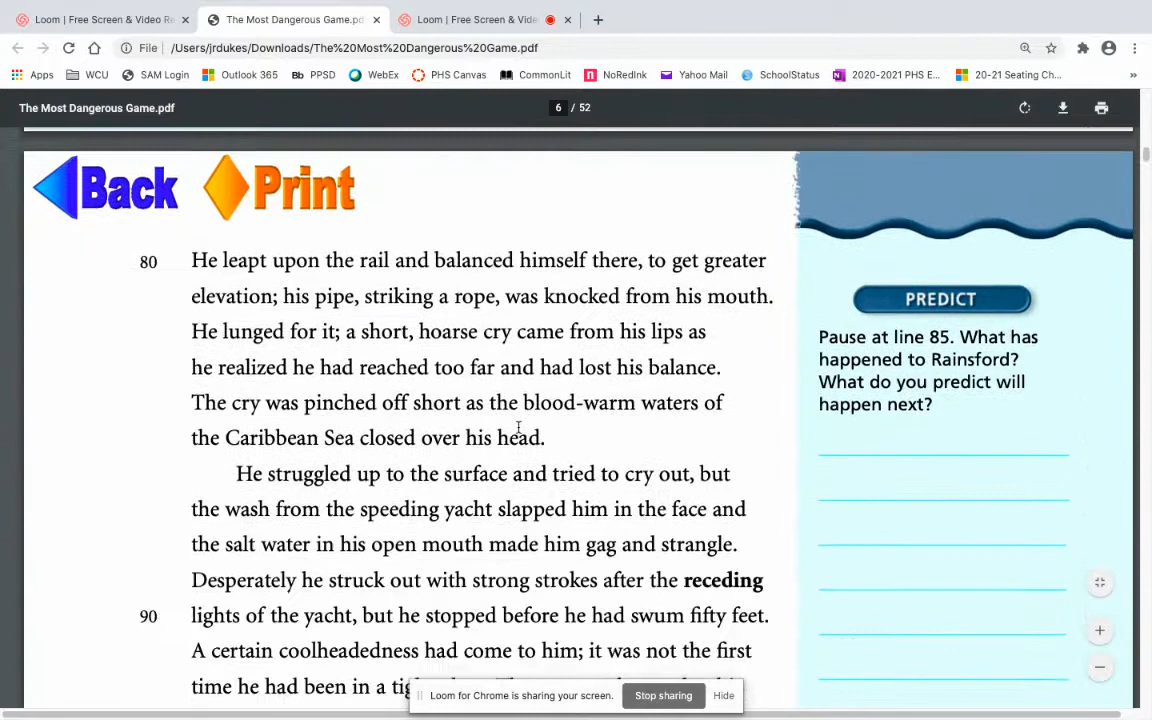 Loom | Free Screen & Video Re
The Most Dangerous Game.pd
Loom | Free Screen & Vide
File /Users/jrdukes/Downloads/The%20Most%20Dangerous%20Game.pdf
Apps WCU SAM Login Outlook 365 Bb PPSD WebEx PHS Canvas CommonLit NoRedInk Yahoo Mail SchoolStatus 2020-2021 PHS E... 20-21 Seating Ch... »
The Most Dangerous Game.pdf 6 / 52
Back Print
80 He leapt upon the rail and balanced himself there, to get greater
elevation; his pipe, striking a rope, was knocked from his mouth.
He lunged for it; a short, hoarse cry came from his lips as
he realized he had reached too far and had lost his balance.
The cry was pinched off short as the blood-warm waters of
the Caribbean Sea closed over his head.
He struggled up to the surface and tried to cry out, but
the wash from the speeding yacht slapped him in the face and
the salt water in his open mouth made him gag and strangle.
Desperately he struck out with strong strokes after the receding
90 lights of the yacht, but he stopped before he had swum fifty feet.
A certain coolheadedness had come to him; it was not the first
time he had been in a
PREDICT
Pause at line 85. What has
happened to Rainsford?
What do you predict will
happen next?
Loom for Chrome is sharing your screen. Stop sharing Hide